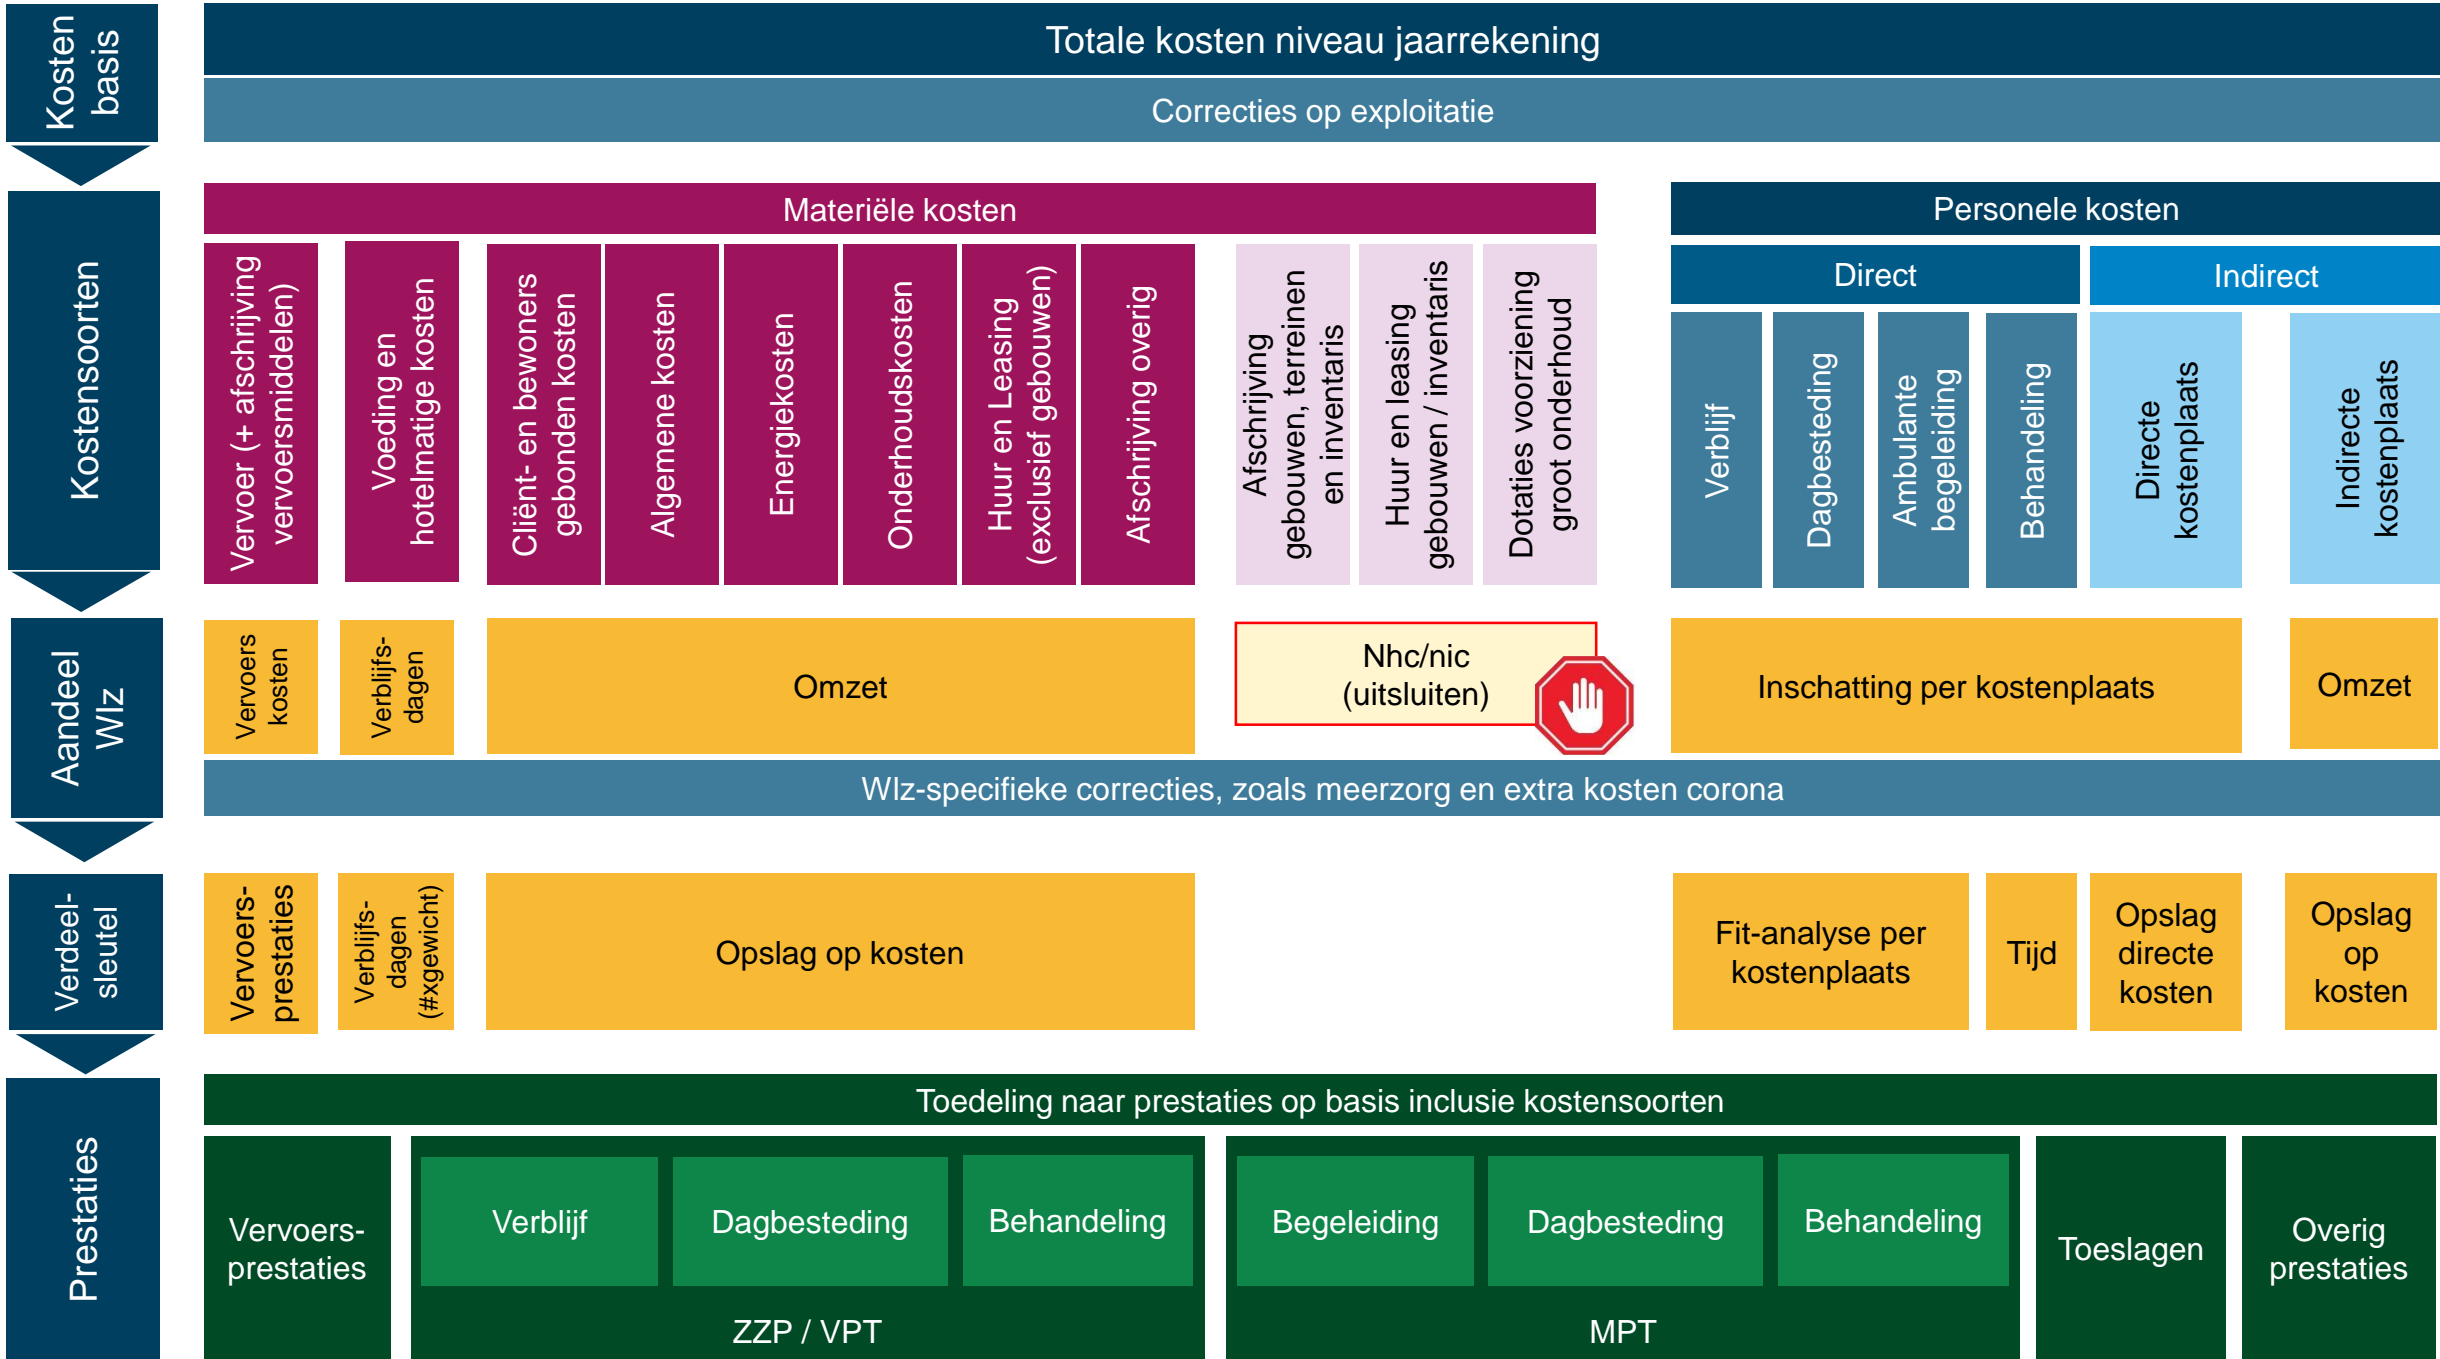 Kosten
basis
Totale kosten niveau jaarrekening
Correcties op exploitatie
Kostensoorten
Materiële kosten
Personele kosten
Direct
Indirect
Vervoer (+ afschrijving
vervoersmiddelen)
Voeding en
hotelmatige kosten
Cliënt- en bewoners
gebonden kosten
Algemene kosten
Energiekosten
Onderhoudskosten
Huur en Leasing
(exclusief gebouwen)
Afschrijving overig
Afschrijving
gebouwen, terreinen
en inventaris
Huur en leasing
gebouwen / inventaris
Dotaties voorziening
groot onderhoud
Verblijf
Dagbesteding
Ambulante
begeleiding
Behandeling
Directe
kostenplaats
Indirecte
kostenplaats
Aandeel
Wlz
Vervoers
kosten
Verblijfs-
dagen
Omzet
Nhc/nic
(uitsluiten)
Inschatting per kostenplaats
Omzet
Wlz-specifieke correcties, zoals meerzorg en extra kosten corona
Verdeel-
sleutel
Vervoers-
prestaties
Verblijfs-
dagen
(#xgewicht)
Opslag op kosten
Fit-analyse per
kostenplaats
Tijd
Opslag
directe
kosten
Opslag
op
kosten
Prestaties
Toedeling naar prestaties op basis inclusie kostensoorten
Vervoers-
prestaties
Verblijf
Dagbesteding
Behandeling
ZZP / VPT
Begeleiding
Dagbesteding
Behandeling
MPT
Toeslagen
Overig
prestaties